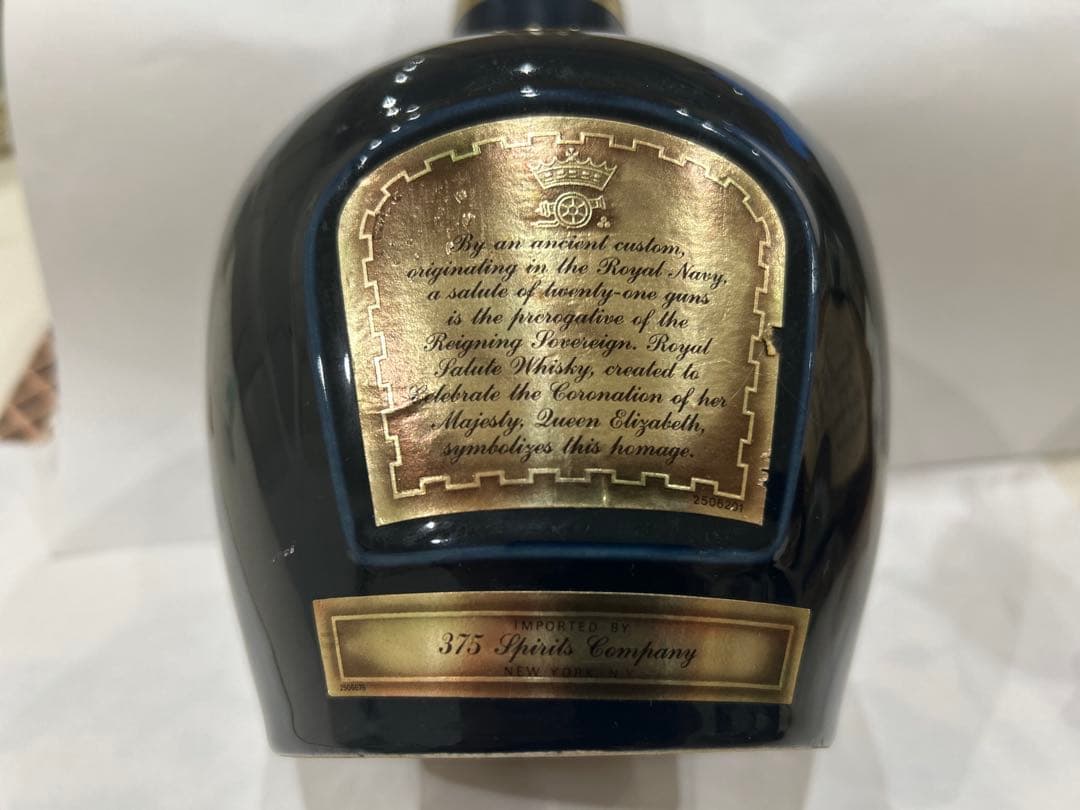 By an ancient custom,
originating in the Royal Navy,
a salute of twenty-one guns
is the prerogative of the
Reigning Sovereign. Royal
Salute Whisky, created to
Celebrate the Coronation of her
Majesty, Queen Elizabeth,
symbolizes this homage.
2506201
IMPORTED BY
375 Spirits Company
NEW YORK, N.Y.